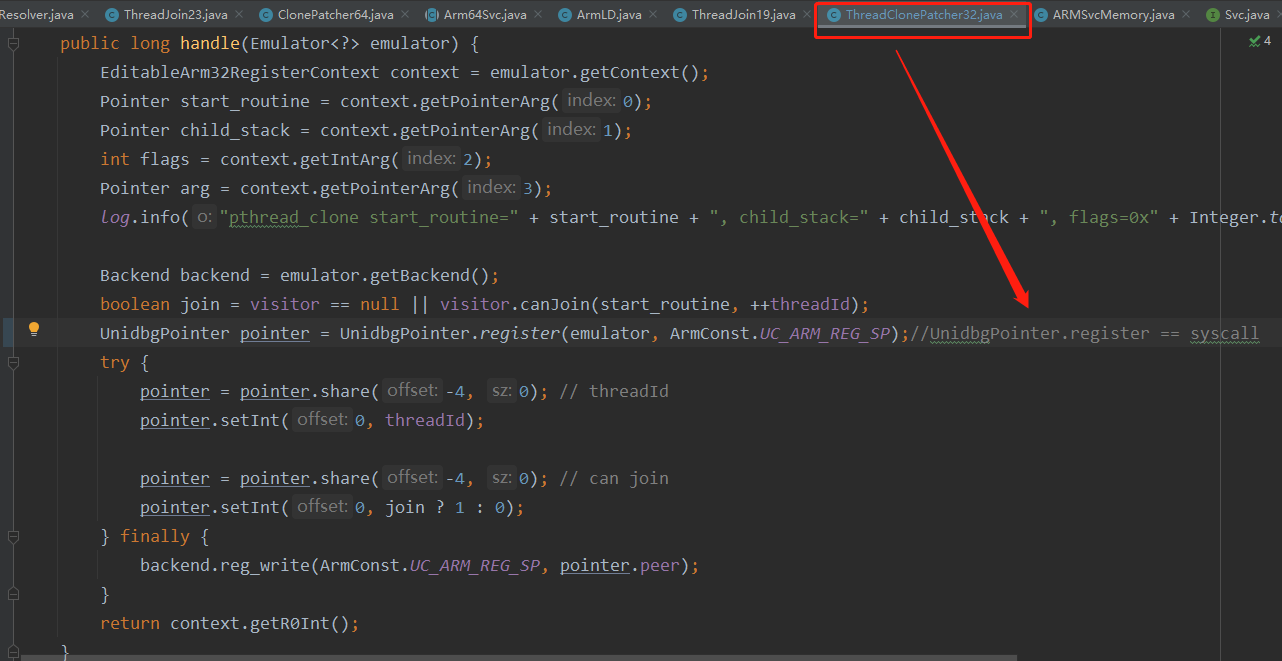 Resolver.java ThreadJoin23.java ClonePatcher64.java Arm64Svc.java ArmLD.java ThreadJoin19.java ThreadClonePatcher32.java ARMSvcMemory.java Svc.java
4
public long handle(Emulator<?> emulator) {
EditableArm32RegisterContext context = emulator.getContext();
Pointer start_routine = context.getPointerArg( index: 0);
Pointer child_stack = context.getPointerArg( index: 1);
int flags = context.getIntArg( index: 2);
Pointer arg = context.getPointerArg( index: 3);
log.info( o: "pthread_clone start_routine=" + start_routine + ", child_stack=" + child_stack + ", flags=0x" + Integer.to
Backend backend = emulator.getBackend();
boolean join = visitor == null || visitor.canJoin(start_routine, ++threadId);
UnidbgPointer pointer = UnidbgPointer.register(emulator, ArmConst.UC_ARM_REG_SP);//UnidbgPointer.register == syscall
try {
pointer = pointer.share( offset: -4, sz: 0); // threadId
pointer.setInt( offset: 0, threadId);
pointer = pointer.share( offset: -4, sz: 0); // can join
pointer.setInt( offset: 0, join ? 1 : 0);
} finally {
backend.reg_write(ArmConst.UC_ARM_REG_SP, pointer.peer);
}
return context.getR0Int();
}